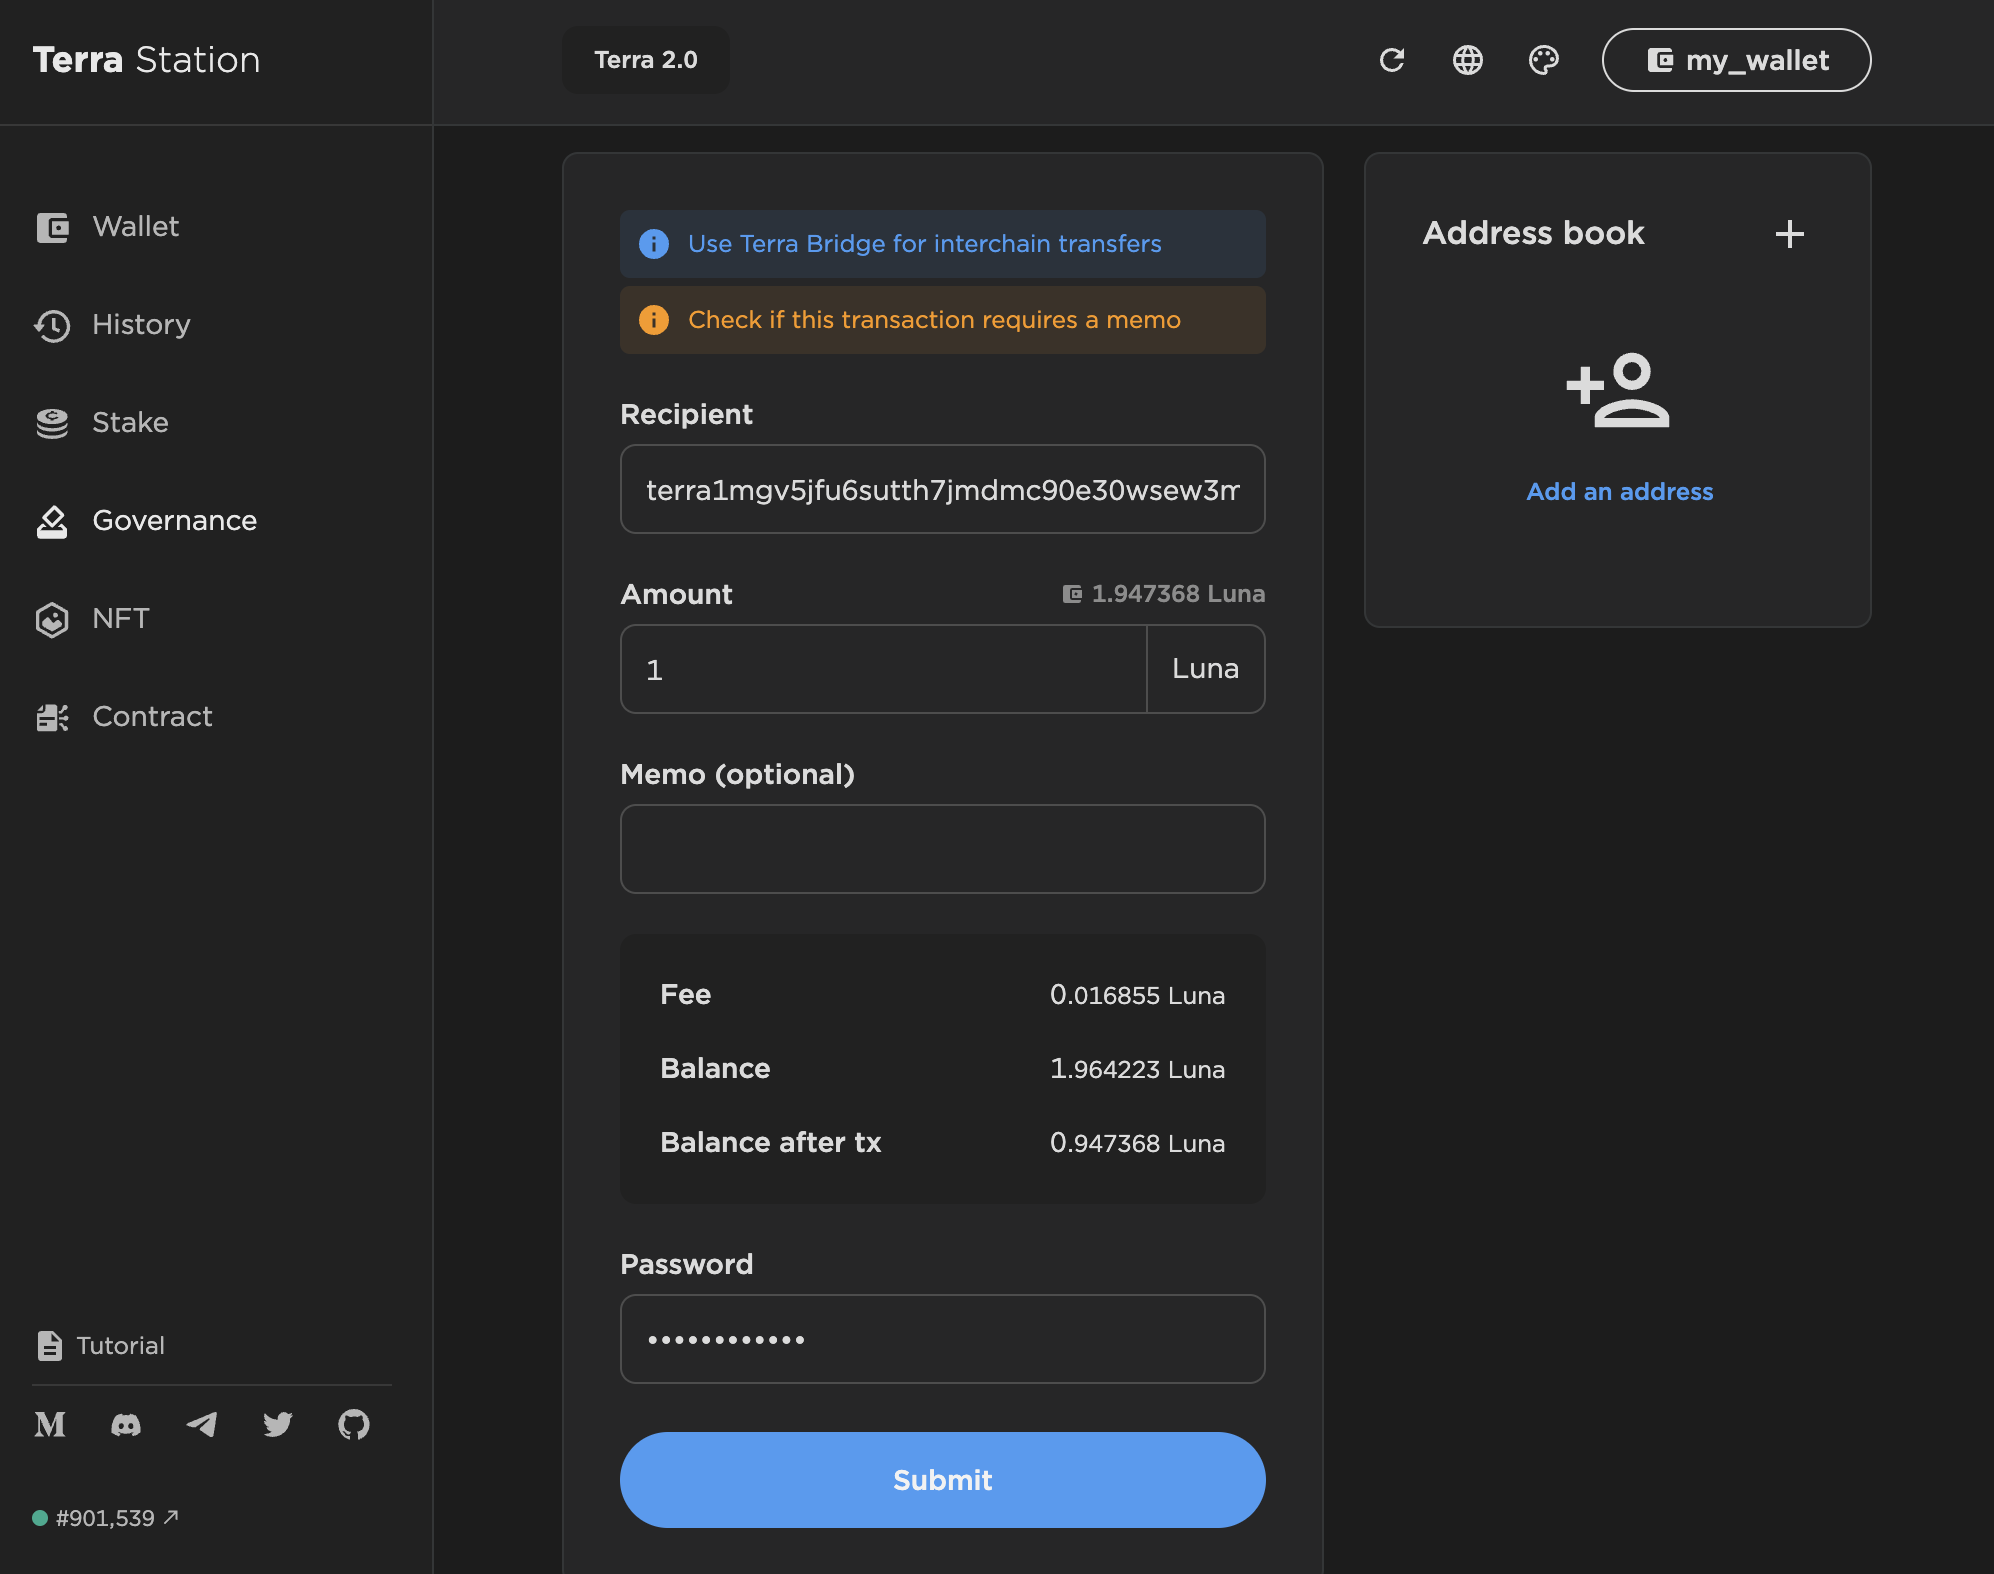 Terra Station
Terra 2.0
my_wallet
Wallet
History
Stake
Governance
NFT
Contract
Tutorial
#901,539
Use Terra Bridge for interchain transfers
Check if this transaction requires a memo
Recipient
terra1mgv5jfu6sutth7jmdmc90e30wsew3m
Amount
1.947368 Luna
1
Luna
Memo (optional)
Fee
0.016855 Luna
Balance
1.964223 Luna
Balance after tx
0.947368 Luna
Password
Submit
Address book
Add an address